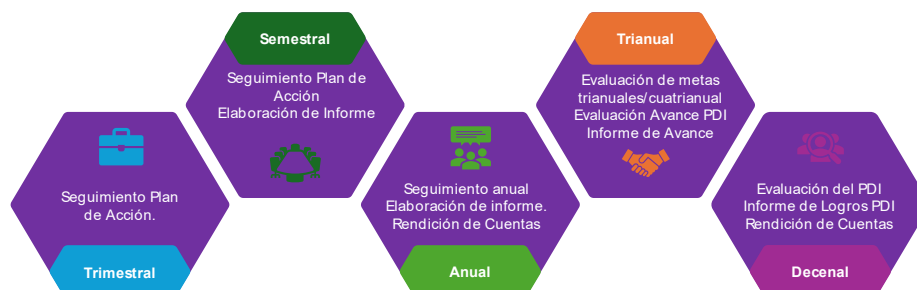 Seguimiento Plan
de Acción.
Trimestral
Semestral
Seguimiento Plan de
Acción
Elaboración de Informe
Seguimiento anual
Elaboración de informe.
Rendición de Cuentas
Anual
Trianual
Evaluación de metas
trianuales/cuatrianual
Evaluación Avance PDI
Informe de Avance
Evaluación del PDI
Informe de Logros PDI
Rendición de Cuentas
Decenal